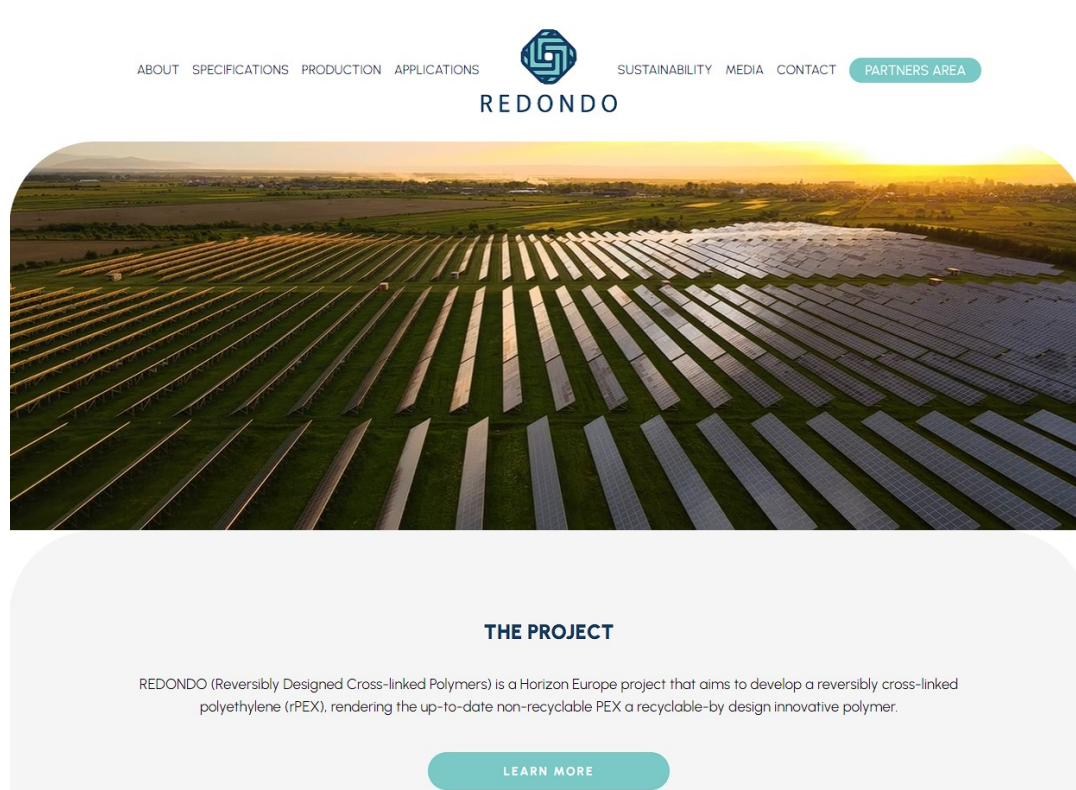 ABOUT SPECIFICATIONS PRODUCTION APPLICATIONS
REDONDO
SUSTAINABILITY MEDIA CONTACT PARTNERS AREA
THE PROJECT
REDONDO (Reversibly Designed Cross-linked Polymers) is a Horizon Europe project that aims to develop a reversibly cross-linked
polyethylene (rPEX), rendering the up-to-date non-recyclable PEX a recyclable-by design innovative polymer.
LEARN MORE